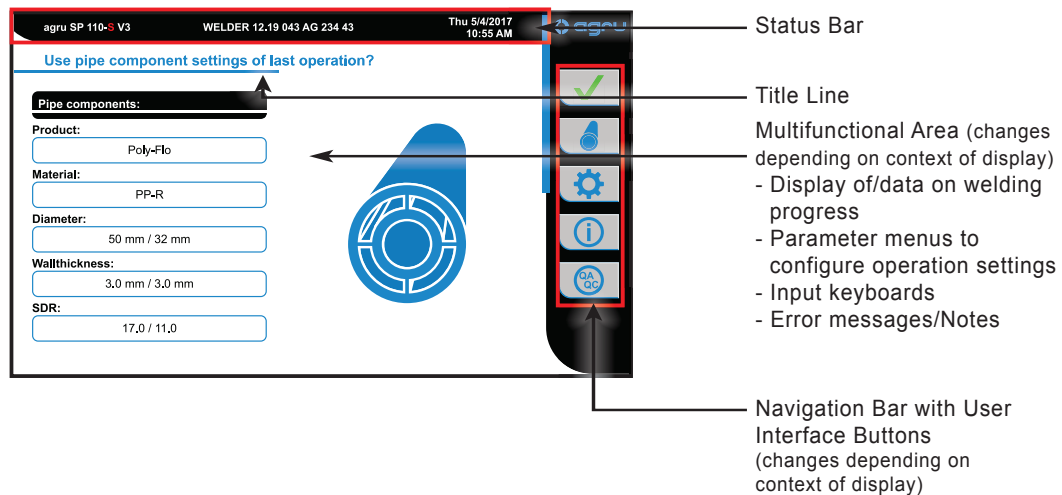 agru SP 110-S V3
WELDER 12.19 043 AG 234 43
Thu 5/4/2017
10:55 AM
agru
Use pipe component settings of last operation?
Pipe components:
Product:
Poly-Flo
Material:
PP-R
Diameter:
50 mm / 32 mm
Wallthickness:
3.0 mm / 3.0 mm
SDR:
17.0 / 11.0
i
QA
QC
Status Bar
Title Line
Multifunctional Area (changes
depending on context of display)
- Display of/data on welding
progress
- Parameter menus to
configure operation settings
- Input keyboards
- Error messages/Notes
Navigation Bar with User
Interface Buttons
(changes depending on
context of display)